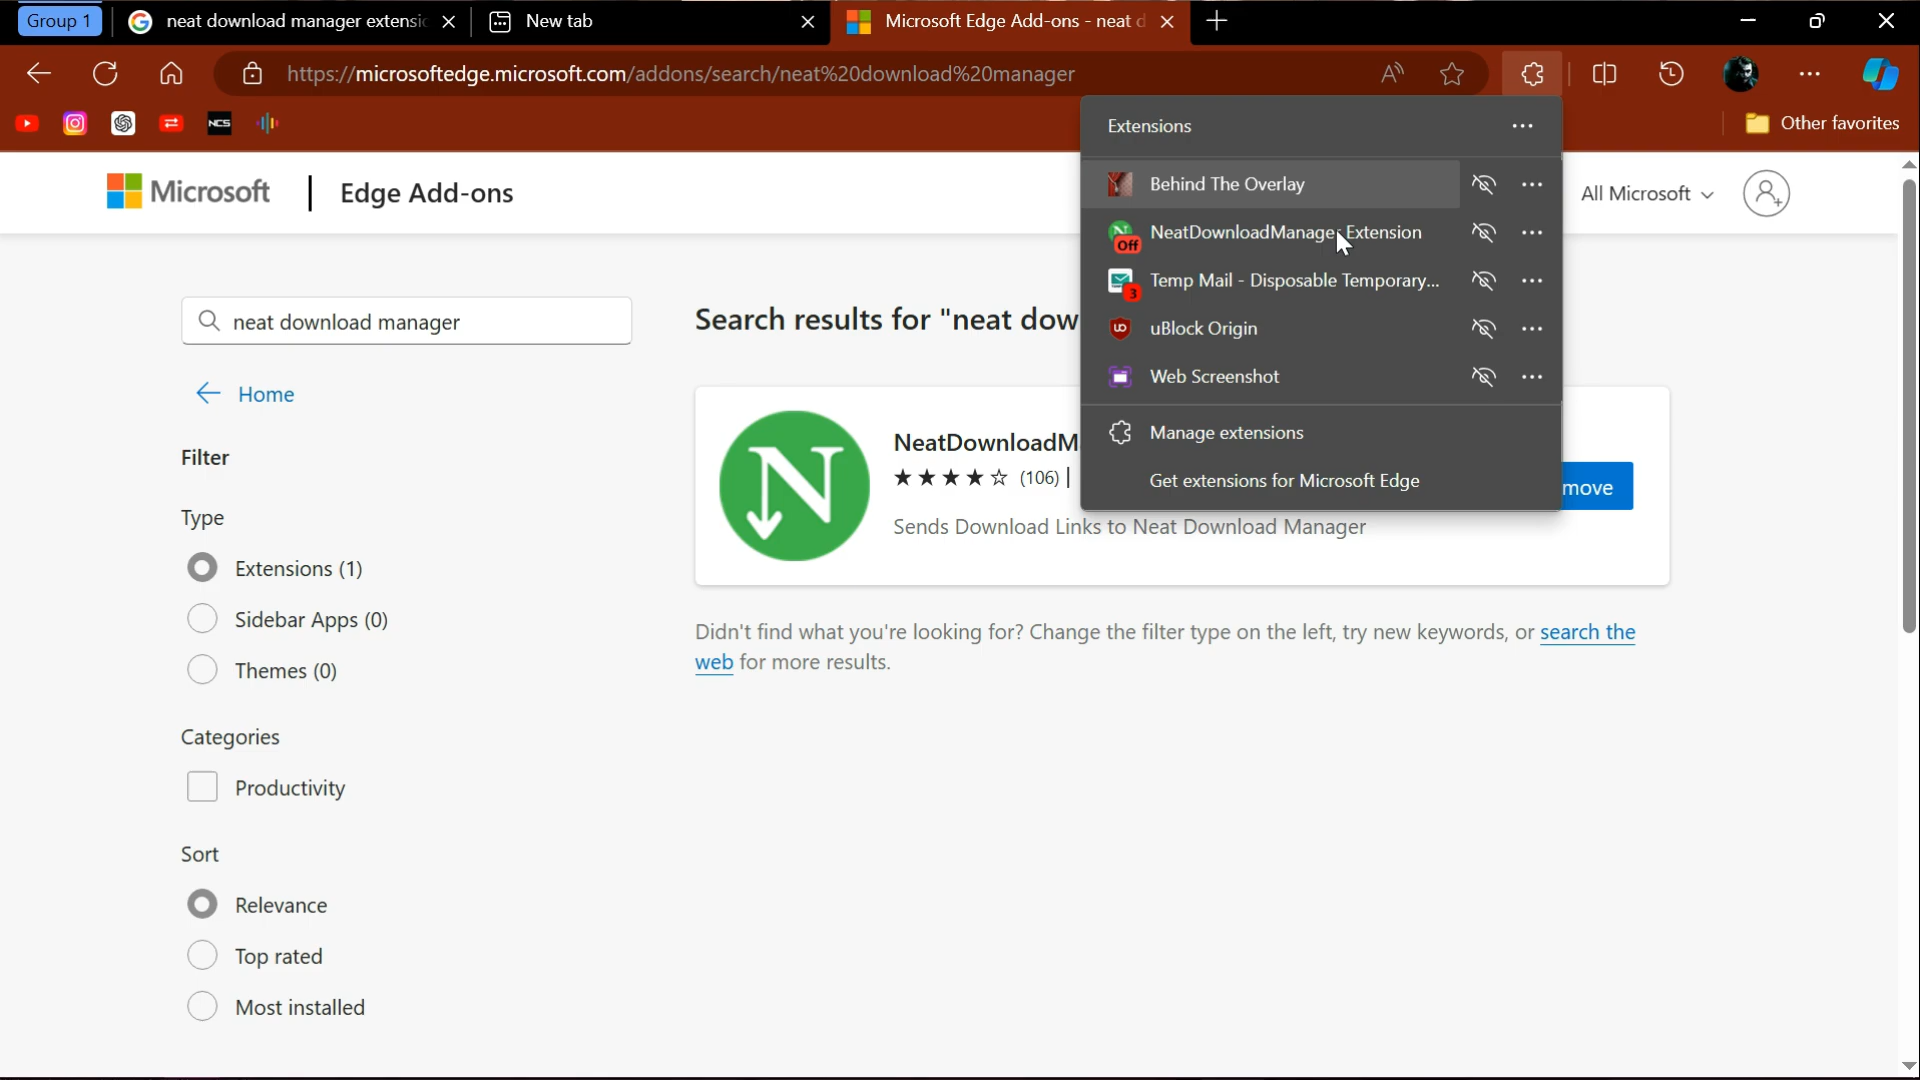 Group 1
neat download manager extensio
New tab
Microsoft Edge Add-ons - neat d
https://microsoftedge.microsoft.com/addons/search/neat%20download%20manager
NCS
Other favorites
Microsoft | Edge Add-ons
All Microsoft
Extensions
Behind The Overlay
NeatDownloadManager Extension
Off
Temp Mail - Disposable Temporary...
3
uBlock Origin
Web Screenshot
Manage extensions
Get extensions for Microsoft Edge
neat download manager
Home
Filter
Type
Extensions (1)
Sidebar Apps (0)
Themes (0)
Categories
Productivity
Sort
Relevance
Top rated
Most installed
Search results for "neat dow
N
NeatDownloadMa
(106) |
Sends Download Links to Neat Download Manager
move
Didn't find what you're looking for? Change the filter type on the left, try new keywords, or search the
web for more results.